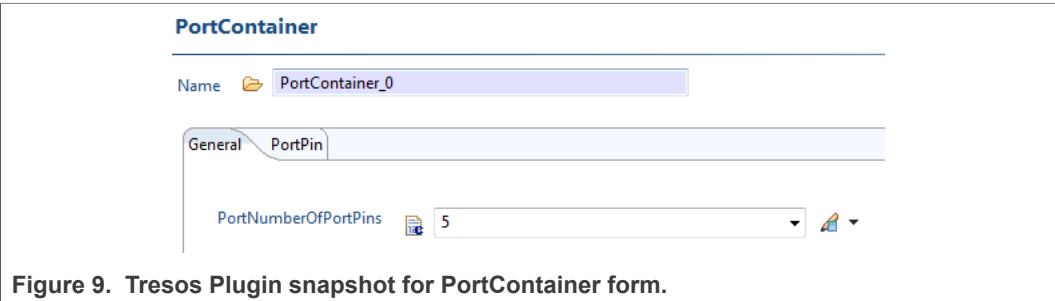 PortContainer
Name PortContainer_0
General PortPin
PortNumberOfPortPins 5
Figure 9. Tresos Plugin snapshot for PortContainer form.